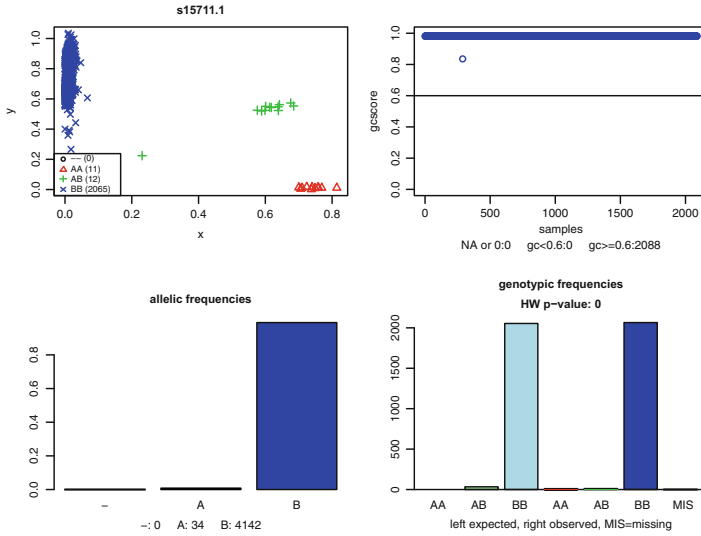 s15711.1
y
0.0 0.2 0.4 0.6 0.8 1.0
−− (0)
AA (11)
AB (12)
BB (2065)
0.0 0.2 0.4 0.6 0.8
x
gcscore
0.0 0.2 0.4 0.6 0.8 1.0
0 500 1000 1500 2000
samples
NA or 0:0 gc<0.6:0 gc>=0.6:2088
allelic frequencies
0.0 0.2 0.4 0.6 0.8
− A B
−: 0 A: 34 B: 4142
genotypic frequencies
HW p−value: 0
0 500 1000 1500 2000
AA AB BB AA AB BB MIS
left expected, right observed, MIS=missing